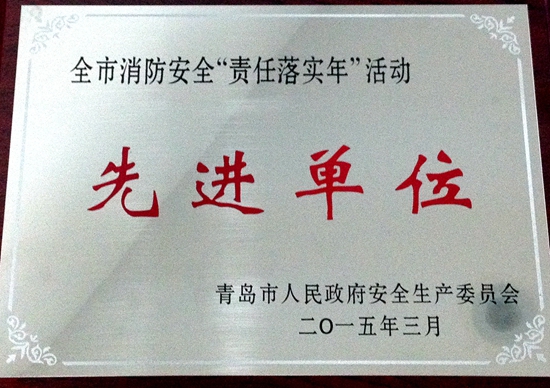 全市消防安全“责任落实年”活动
先进单位
青岛市人民政府安全生产委员会
二〇一五年三月